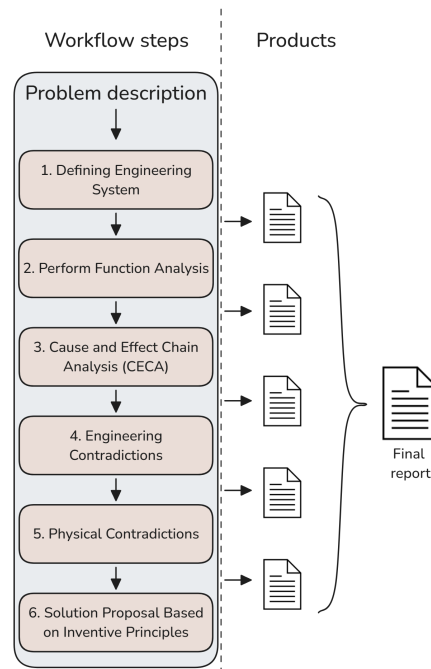 Workflow steps
Products
Problem description
1. Defining Engineering
System
2. Perform Function Analysis
3. Cause and Effect Chain
Analysis (CECA)
4. Engineering
Contradictions
5. Physical Contradictions
6. Solution Proposal Based
on Inventive Principles
Final
report